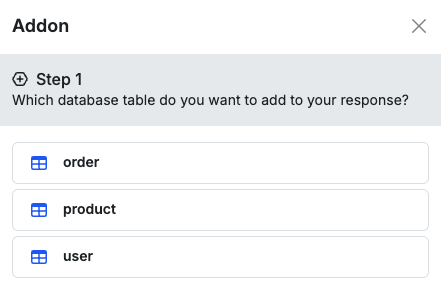 Addon
Step 1
Which database table do you want to add to your response?
order
product
user